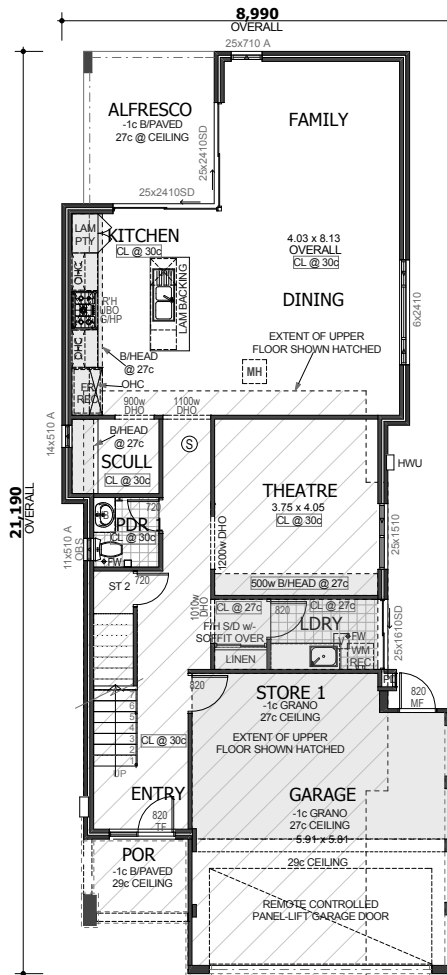 8,990
OVERALL
25x710 A
ALFRESCO
-1c B/PAVED
27c @ CEILING
25x2410SD
25x2410SD
FAMILY
LAM
PTY
KITCHEN
CL @ 30c
4.03 x 8.13
OVERALL
CL @ 30c
OHC
R'H
G/HP
LAM BACKING
DINING
6x2410
OHC
EXTENT OF UPPER
FLOOR SHOWN HATCHED
B/HEAD
@ 27c
MH
OHC
FR
REC
900w
DHO
1100w
DHO
14x510 A
B/HEAD
@ 27c
S
SCULL
CL @ 30c
HWU
THEATRE
3.75 x 4.05
CL @ 30c
21,190
OVERALL
720
PDR 1
CL @ 30c
1200w DHO
25x1510
11x510 A
OBS
FW
ST 2
720
500w B/HEAD @ 27c
1010w
DHO
CL @ 27c
820
CL @ 27c
F/H S/D w/-
SOFFIT OVER
LDRY
FW
WM
REC
25x1610SD
LINEN
820
STORE 1
-1c GRANO
27c CEILING
820
MF
7
6
5
4
3
2
1
UP
CL @ 30c
EXTENT OF UPPER
FLOOR SHOWN HATCHED
ENTRY
820
TF
GARAGE
-1c GRANO
27c CEILING
5.91 x 5.81
POR
-1c B/PAVED
29c CEILING
29c CEILING
REMOTE CONTROLLED
PANEL-LIFT GARAGE DOOR